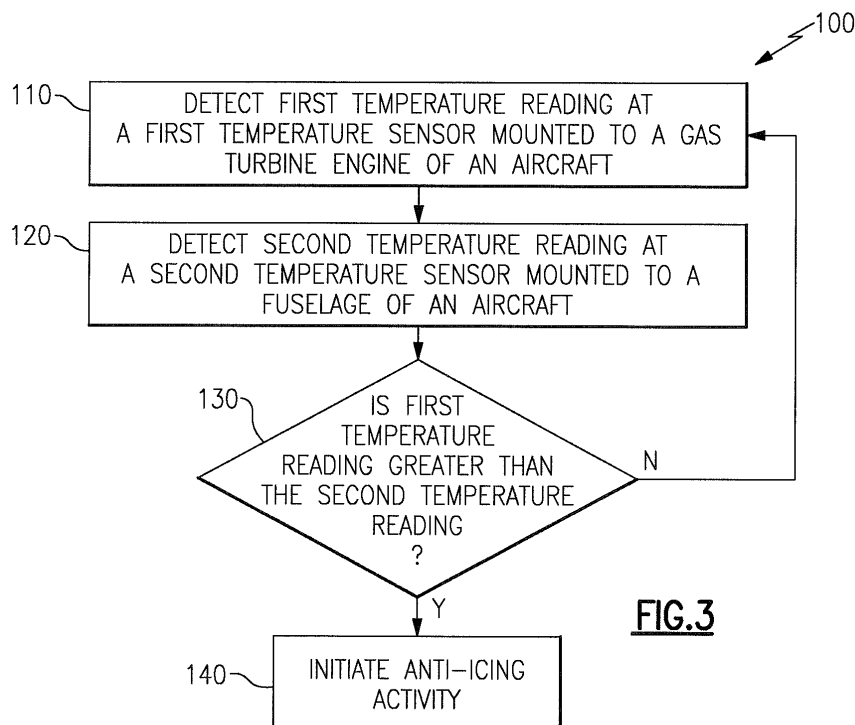 100
110
DETECT FIRST TEMPERATURE READING AT
A FIRST TEMPERATURE SENSOR MOUNTED TO A GAS
TURBINE ENGINE OF AN AIRCRAFT
120
DETECT SECOND TEMPERATURE READING AT
A SECOND TEMPERATURE SENSOR MOUNTED TO A
FUSELAGE OF AN AIRCRAFT
130
IS FIRST
TEMPERATURE
READING GREATER THAN
THE SECOND TEMPERATURE
READING
?
N
Y
FIG.3
140
INITIATE ANTI-ICING
ACTIVITY